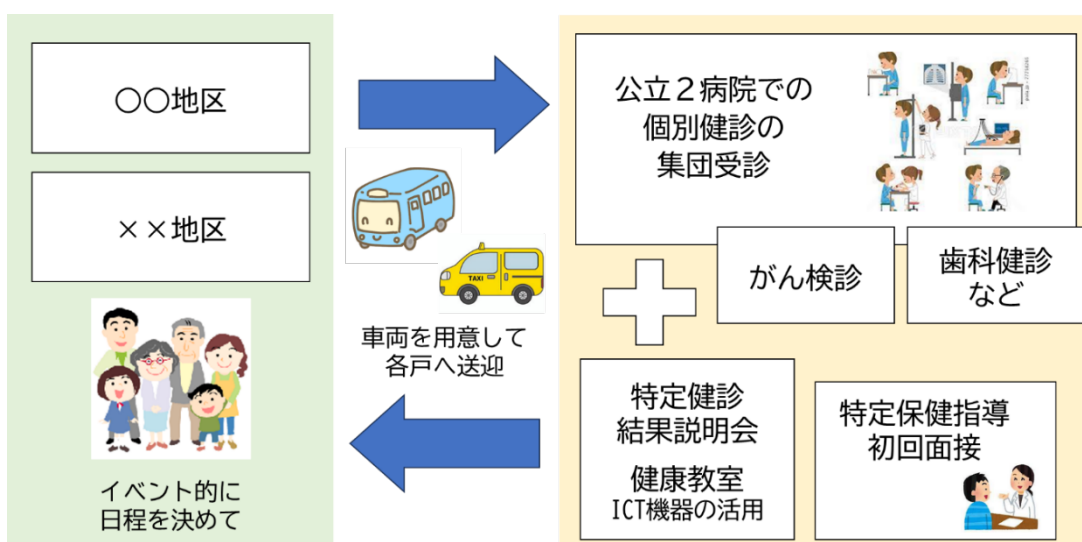 ○○地区
××地区
イベント的に
日程を決めて
TAXI
車両を用意して
各戸へ送迎
公立２病院での
個別健診の
集団受診
がん検診
歯科健診
など
特定健診
結果説明会
健康教室
ICT機器の活用
特定保健指導
初回面接